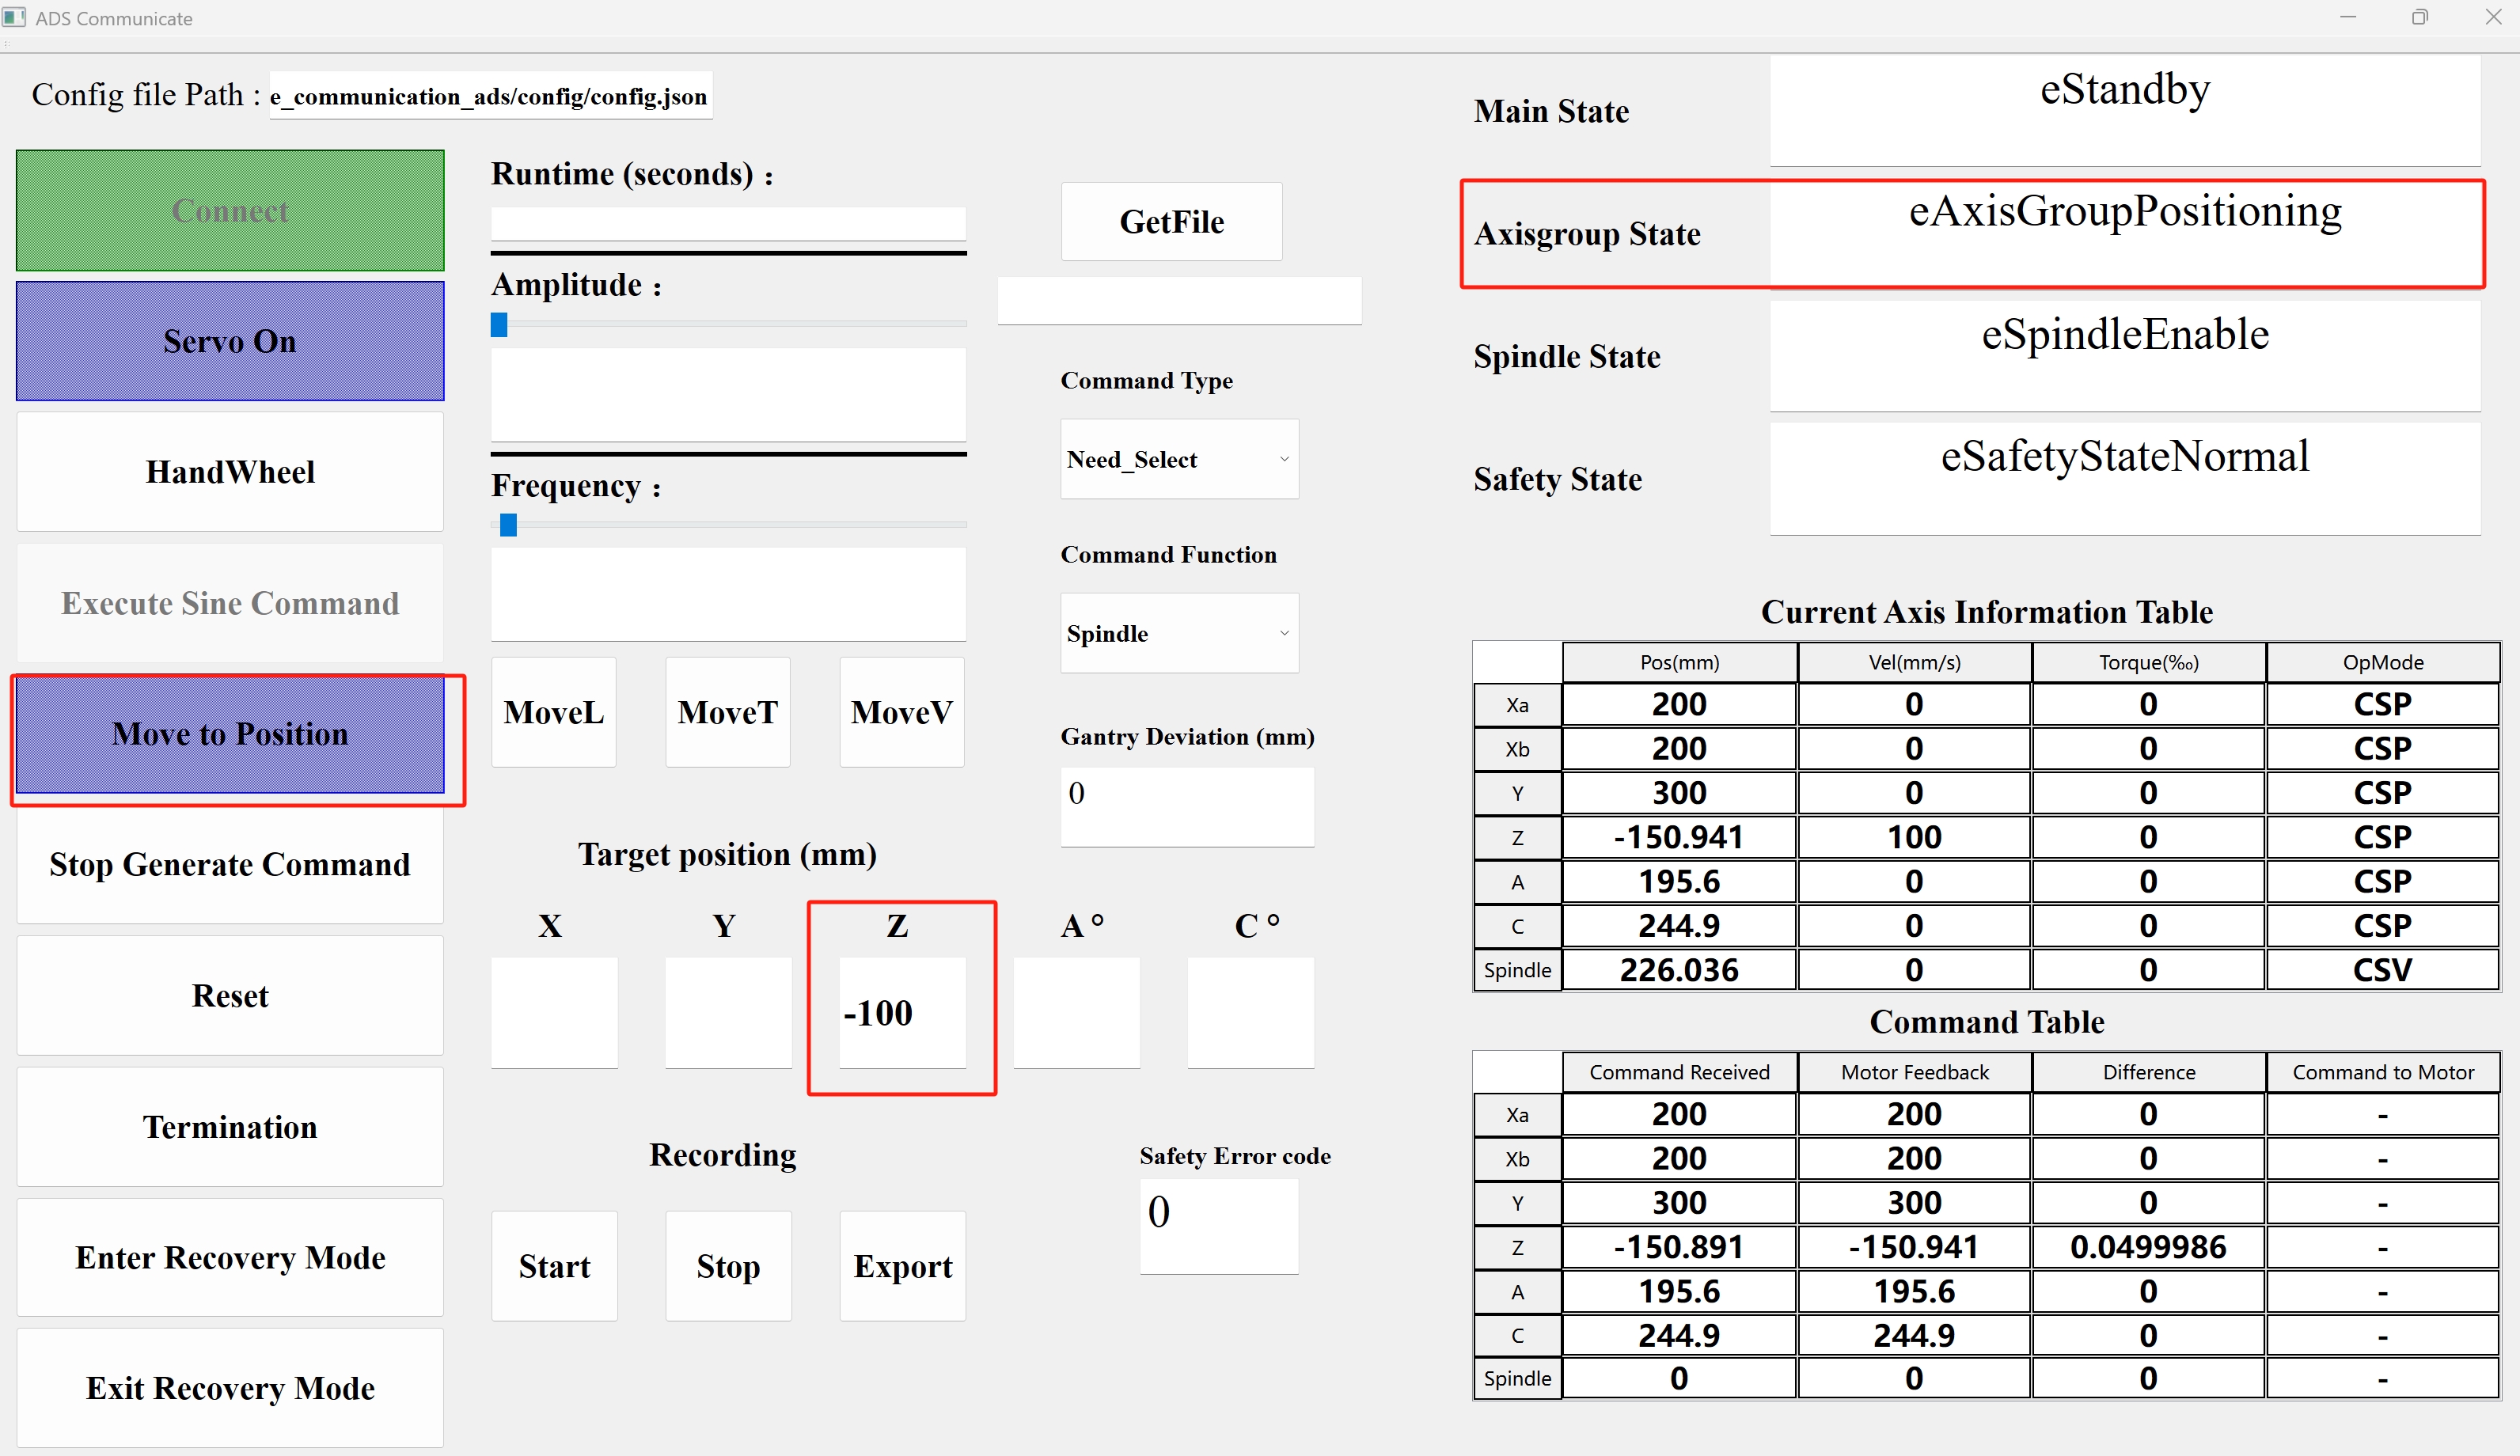 ADS Communicate
Config file Path :
e_communication_ads/config/config.json
Connect
Servo On
HandWheel
Execute Sine Command
Move to Position
Stop Generate Command
Reset
Termination
Enter Recovery Mode
Exit Recovery Mode
Runtime (seconds)：
Amplitude：
Frequency：
MoveL MoveT MoveV
Target position (mm)
X Y Z A° C°
-100
Recording
Start Stop Export
GetFile
Command Type
Need_Select
Command Function
Spindle
Gantry Deviation (mm)
0
Safety Error code
0
Main State eStandby
Axisgroup State eAxisGroupPositioning
Spindle State eSpindleEnable
Safety State eSafetyStateNormal
Current Axis Information Table
Pos(mm) Vel(mm/s) Torque(‰) OpMode
Xa 200 0 0 CSP
Xb 200 0 0 CSP
Y 300 0 0 CSP
Z -150.941 100 0 CSP
A 195.6 0 0 CSP
C 244.9 0 0 CSP
Spindle 226.036 0 0 CSV
Command Table
Command Received Motor Feedback Difference Command to Motor
Xa 200 200 0 -
Xb 200 200 0 -
Y 300 300 0 -
Z -150.891 -150.941 0.0499986 -
A 195.6 195.6 0 -
C 244.9 244.9 0 -
Spindle 0 0 0 -